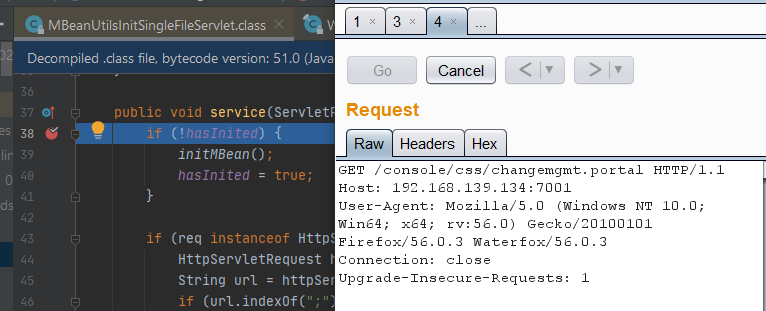 MBeanUtilsInitSingleFileServlet.class ×
Decompiled .class file, bytecode version: 51.0 (Java
37 public void service(ServletR
38 if (!hasInited) {
39 initMBean();
40 hasInited = true;
41 }
42
43 if (req instanceof HttpS
44 HttpServletRequest h
45 String url = httpServ
46 if (url.indexOf(";")
1 × 3 × 4 × ...
Go Cancel < > 
Request
Raw Headers Hex
GET /console/css/changemgmt.portal HTTP/1.1
Host: 192.168.139.134:7001
User-Agent: Mozilla/5.0 (Windows NT 10.0;
Win64; x64; rv:56.0) Gecko/20100101
Firefox/56.0.3 Waterfox/56.0.3
Connection: close
Upgrade-Insecure-Requests: 1